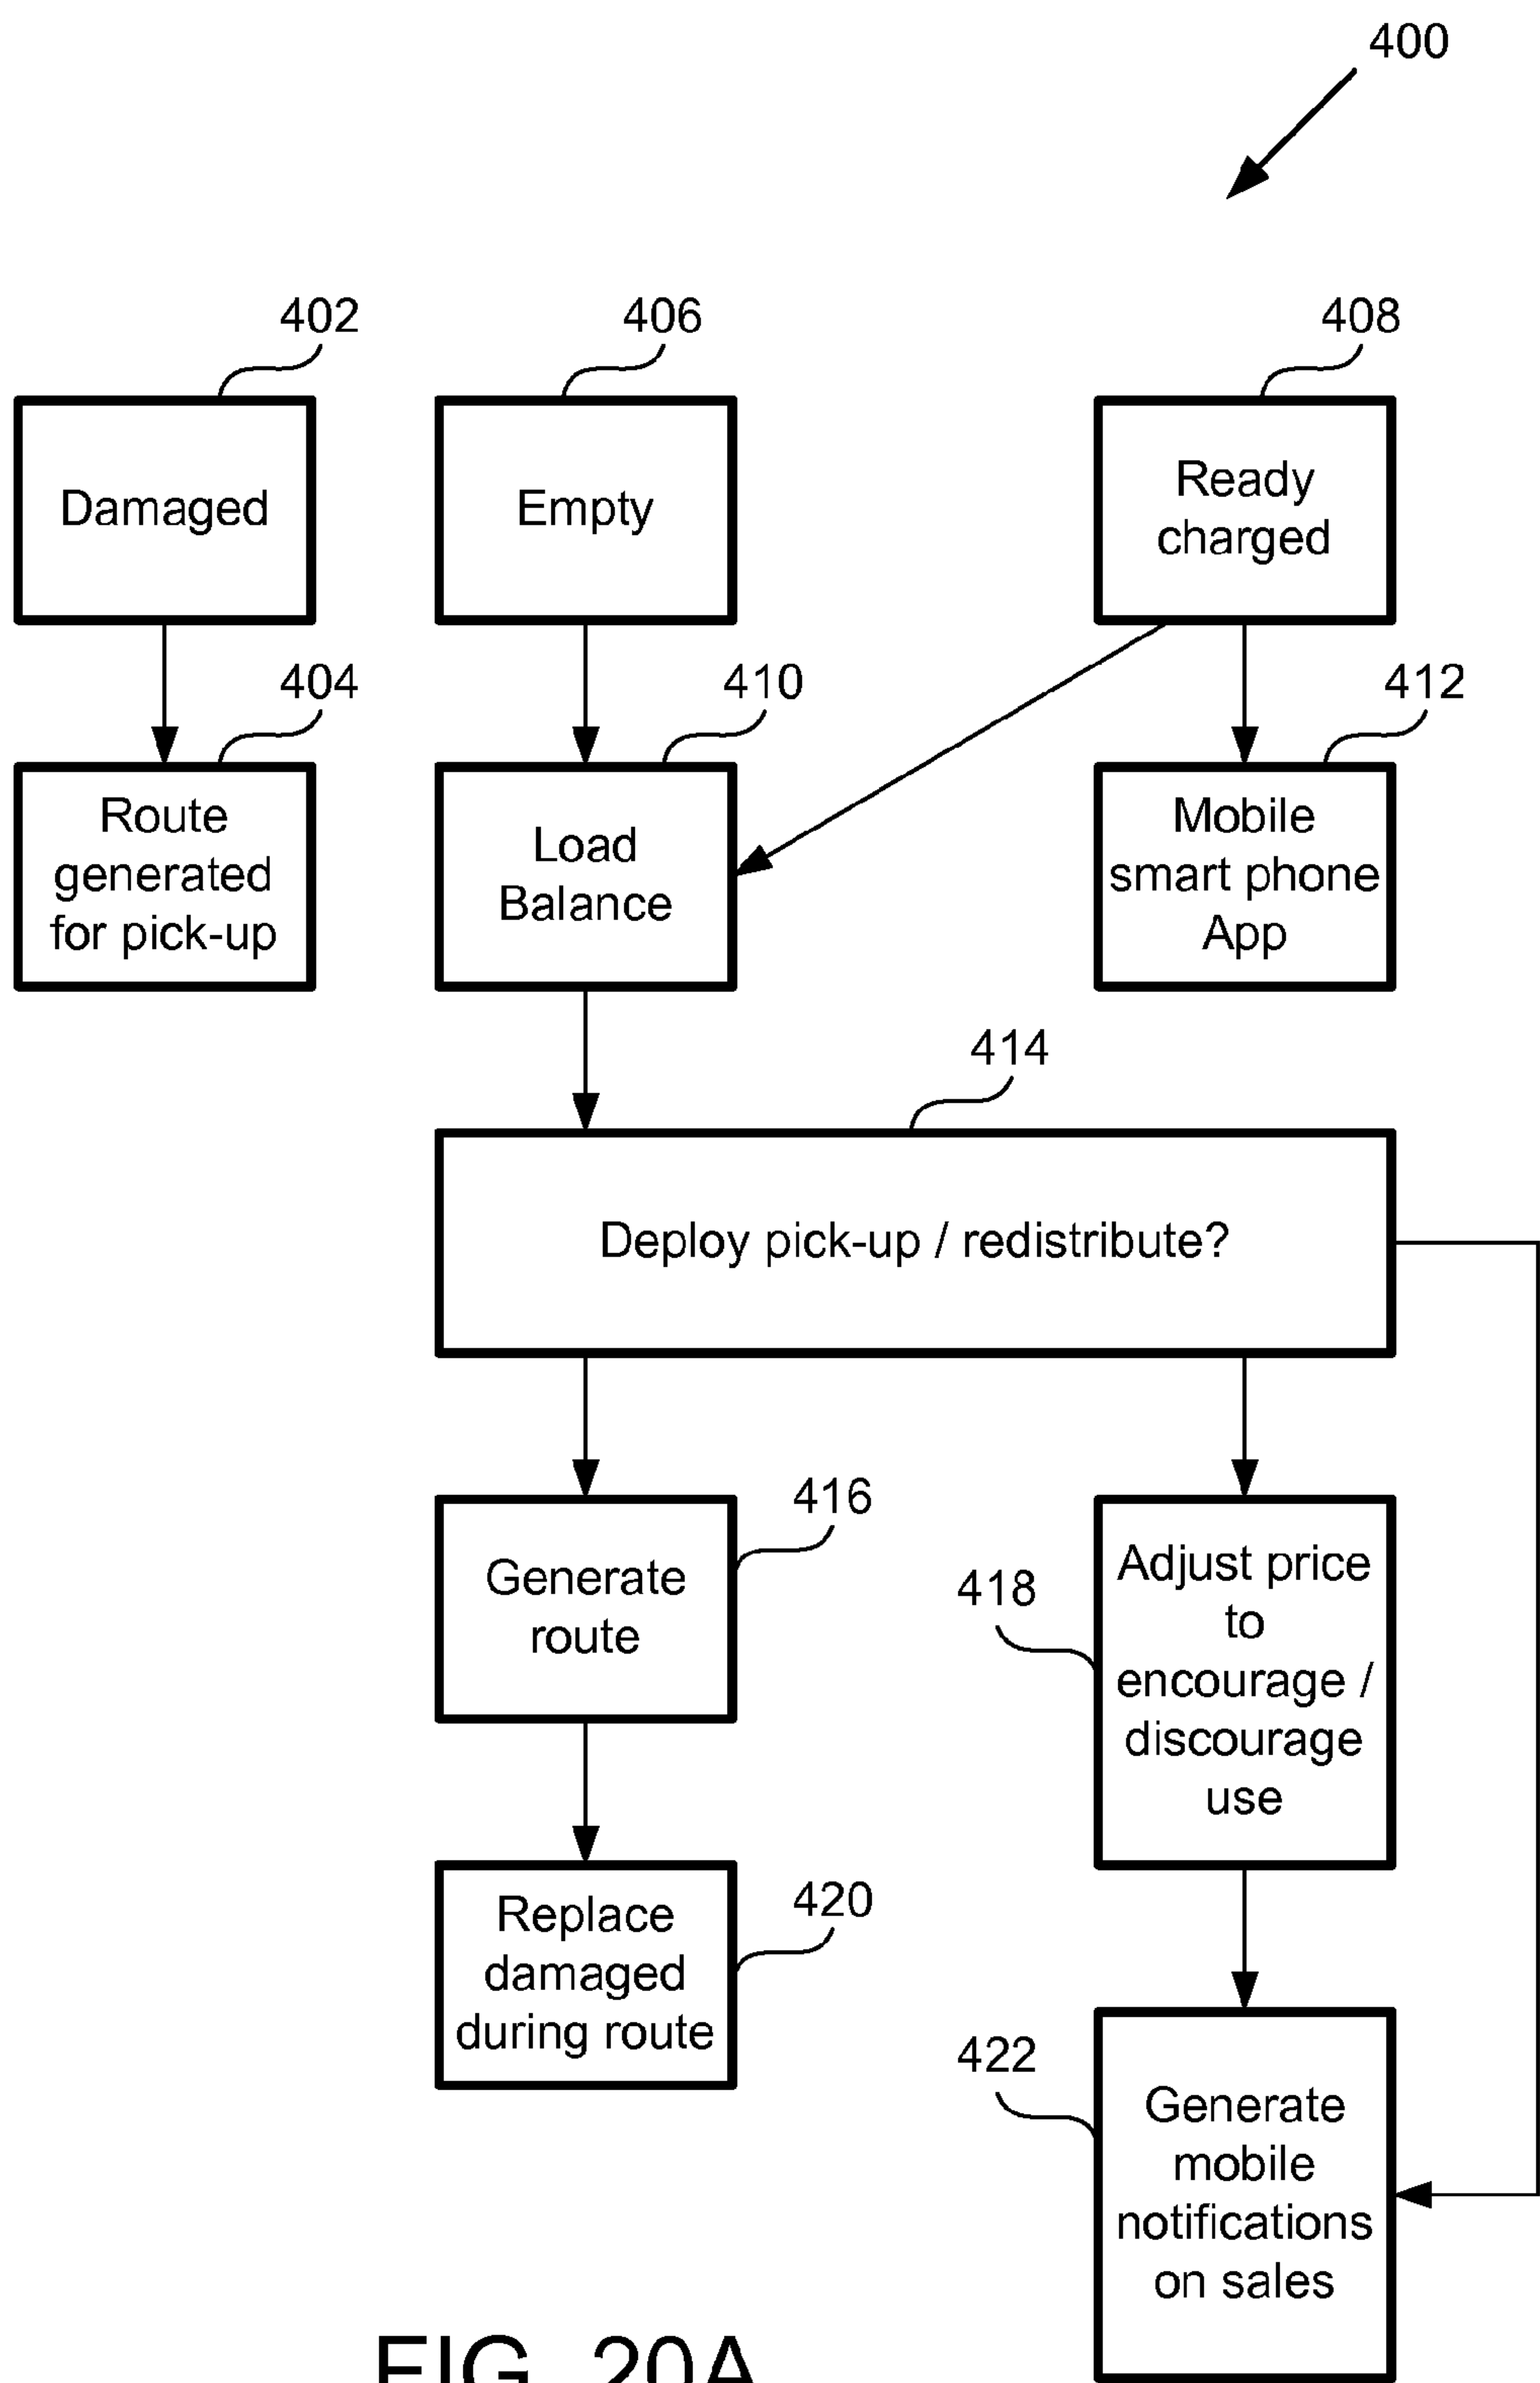 400
402
406
408
Damaged
Empty
Ready
charged
404
410
412
Route
generated
for pick-up
Load
Balance
Mobile
smart phone
App
414
Deploy pick-up / redistribute?
416
Generate
route
418
Adjust price
to
encourage /
discourage
use
420
Replace
damaged
during route
422
Generate
mobile
notifications
on sales
FIG. 20A